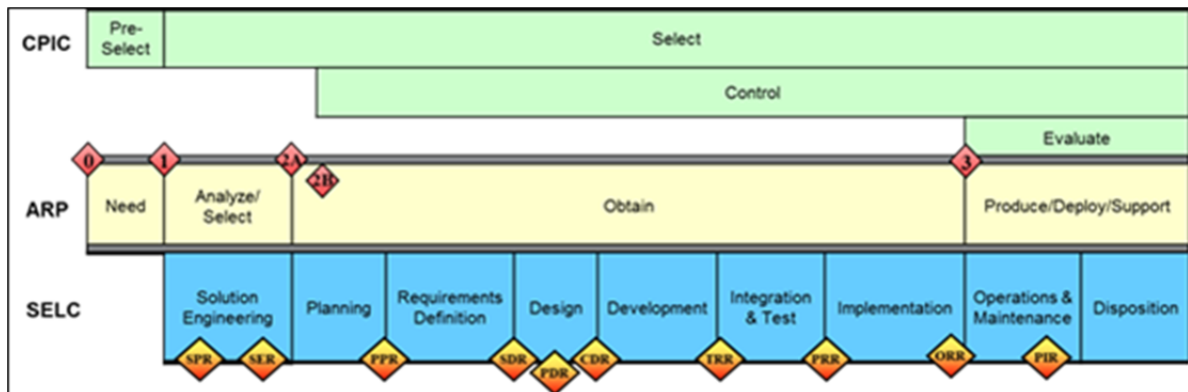 CPIC
Pre-
Select
Select
Control
Evaluate
0
1
2A
2B
3
ARP
Need
Analyze/
Select
Obtain
Produce/Deploy/Support
SELC
Solution
Engineering
Planning
Requirements
Definition
Design
Development
Integration
& Test
Implementation
Operations &
Maintenance
Disposition
SPR
SER
PPR
SDR
PDR
CDR
TRR
PRR
ORR
PIR